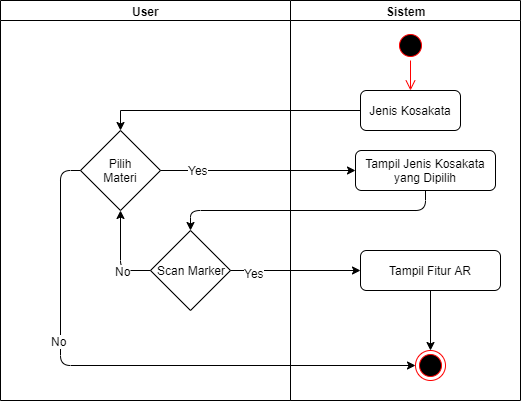 User
Sistem
Jenis Kosakata
Pilih
Materi
Yes
Tampil Jenis Kosakata
yang Dipilih
No
Scan Marker
Yes
Tampil Fitur AR
No